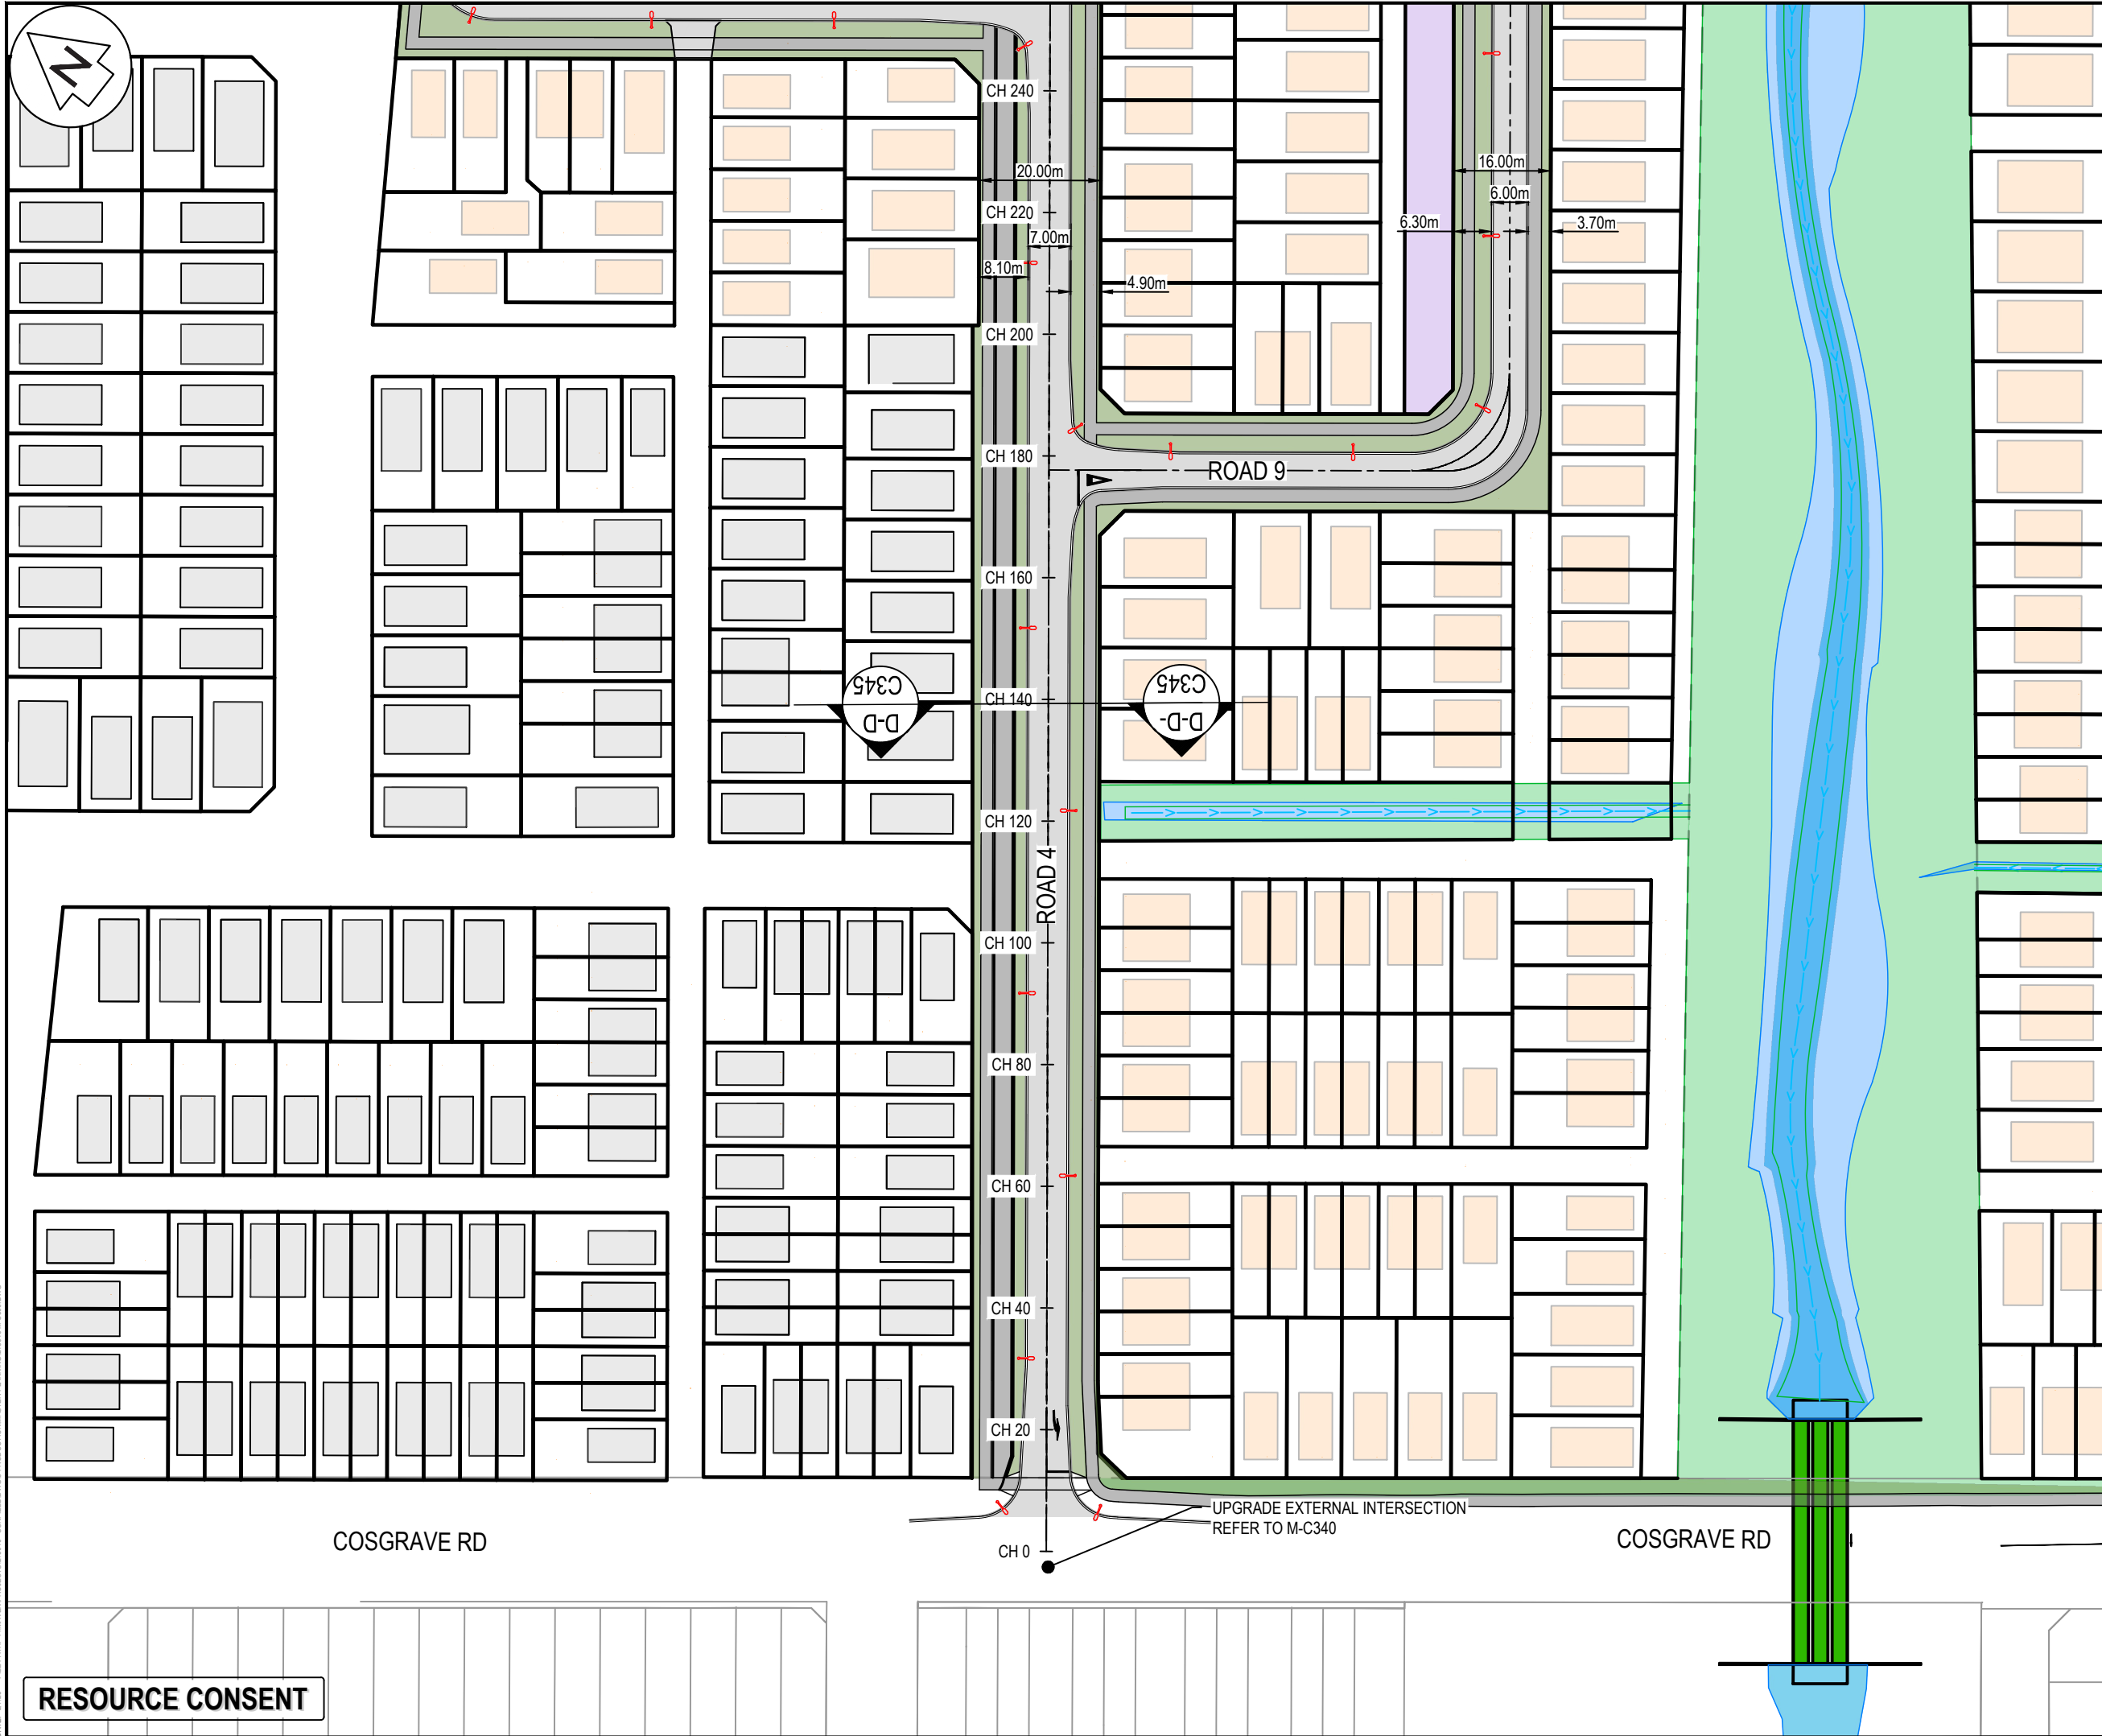 N
CH 240
20.00m
16.00m
6.00m
CH 220
6.30m
3.70m
7.00m
8.10m
4.90m
CH 200
CH 180
ROAD 9
CH 160
C345
D-D
CH 140
C345
D-D-
CH 120
ROAD 4
CH 100
CH 80
CH 60
CH 40
CH 20
UPGRADE EXTERNAL INTERSECTION
REFER TO M-C340
COSGRAVE RD
CH 0
COSGRAVE RD
RESOURCE CONSENT